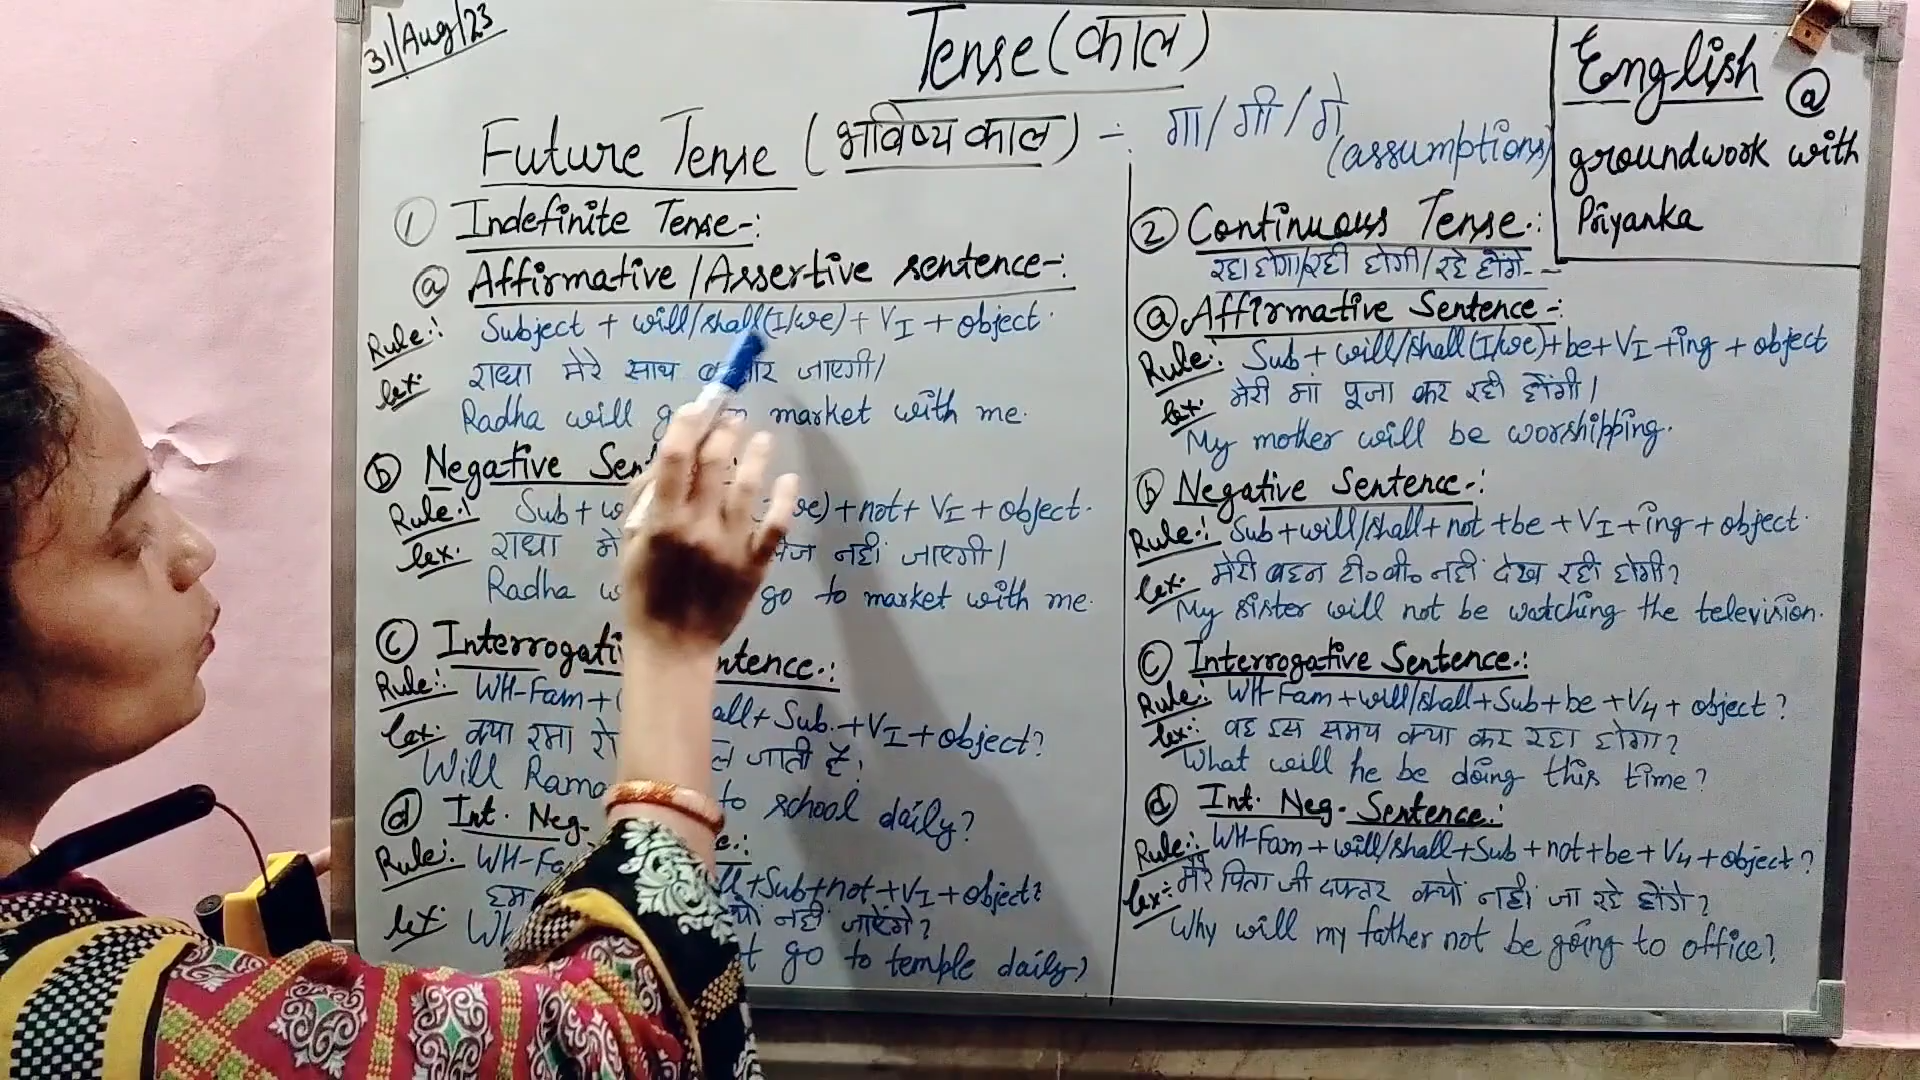 31/Aug/23
Tense (काल)
English @
groundwork with
Priyanka
Future Tense (भविष्य काल) -: गा/गी/गे
(assumptions)
① Indefinite Tense-:
ⓐ Affirmative/Assertive sentence-:
Rule:- Subject + will/shall(I/we) + VI + object.
ex:- राधा मेरे साथ जाएगी।
Radha will market with me.
ⓑ Negative
Rule:- Sub + + not + VI + object.
ex. राधा नहीं जाएगी।
Radha go to market with me.
ⓒ Interrogative :
Rule:- WH-Fam + + Sub. + VI + object?
ex:- क्या रमा जाती है।
Will Rama to school daily?
ⓓ Int. Neg.
Rule:- + Sub + not + VI + object?
ex:- हम नहीं जाऐंगे?
go to temple daily?
② Continuous Tense-:
रहा होगा/रही होगी/रहे होंगे--
ⓐ Affirmative Sentence-:
Rule:- Sub + will/shall(I/we) + be + VI + ing + object
ex:- मेरी मां पूजा कर रही होंगी।
My mother will be worshipping.
ⓑ Negative Sentence-:
Rule:- Sub + will/shall + not + be + VI + ing + object.
ex. मेरी बहन टी॰वी॰ नहीं देख रही होगी?
My sister will not be watching the television.
ⓒ Interrogative Sentence.:
Rule:- WH Fam + will/shall + Sub + be + V4 + object?
ex:- वह इस समय क्या कर रहा होगा?
What will he be doing this time?
ⓓ Int. Neg. Sentence:
Rule:- WH-Fam + will/shall + Sub + not + be + V4 + object?
ex:- मेरे पिता जी दफ्तर क्यों नहीं जा रहे होंगे?
Why will my father not be going to office?